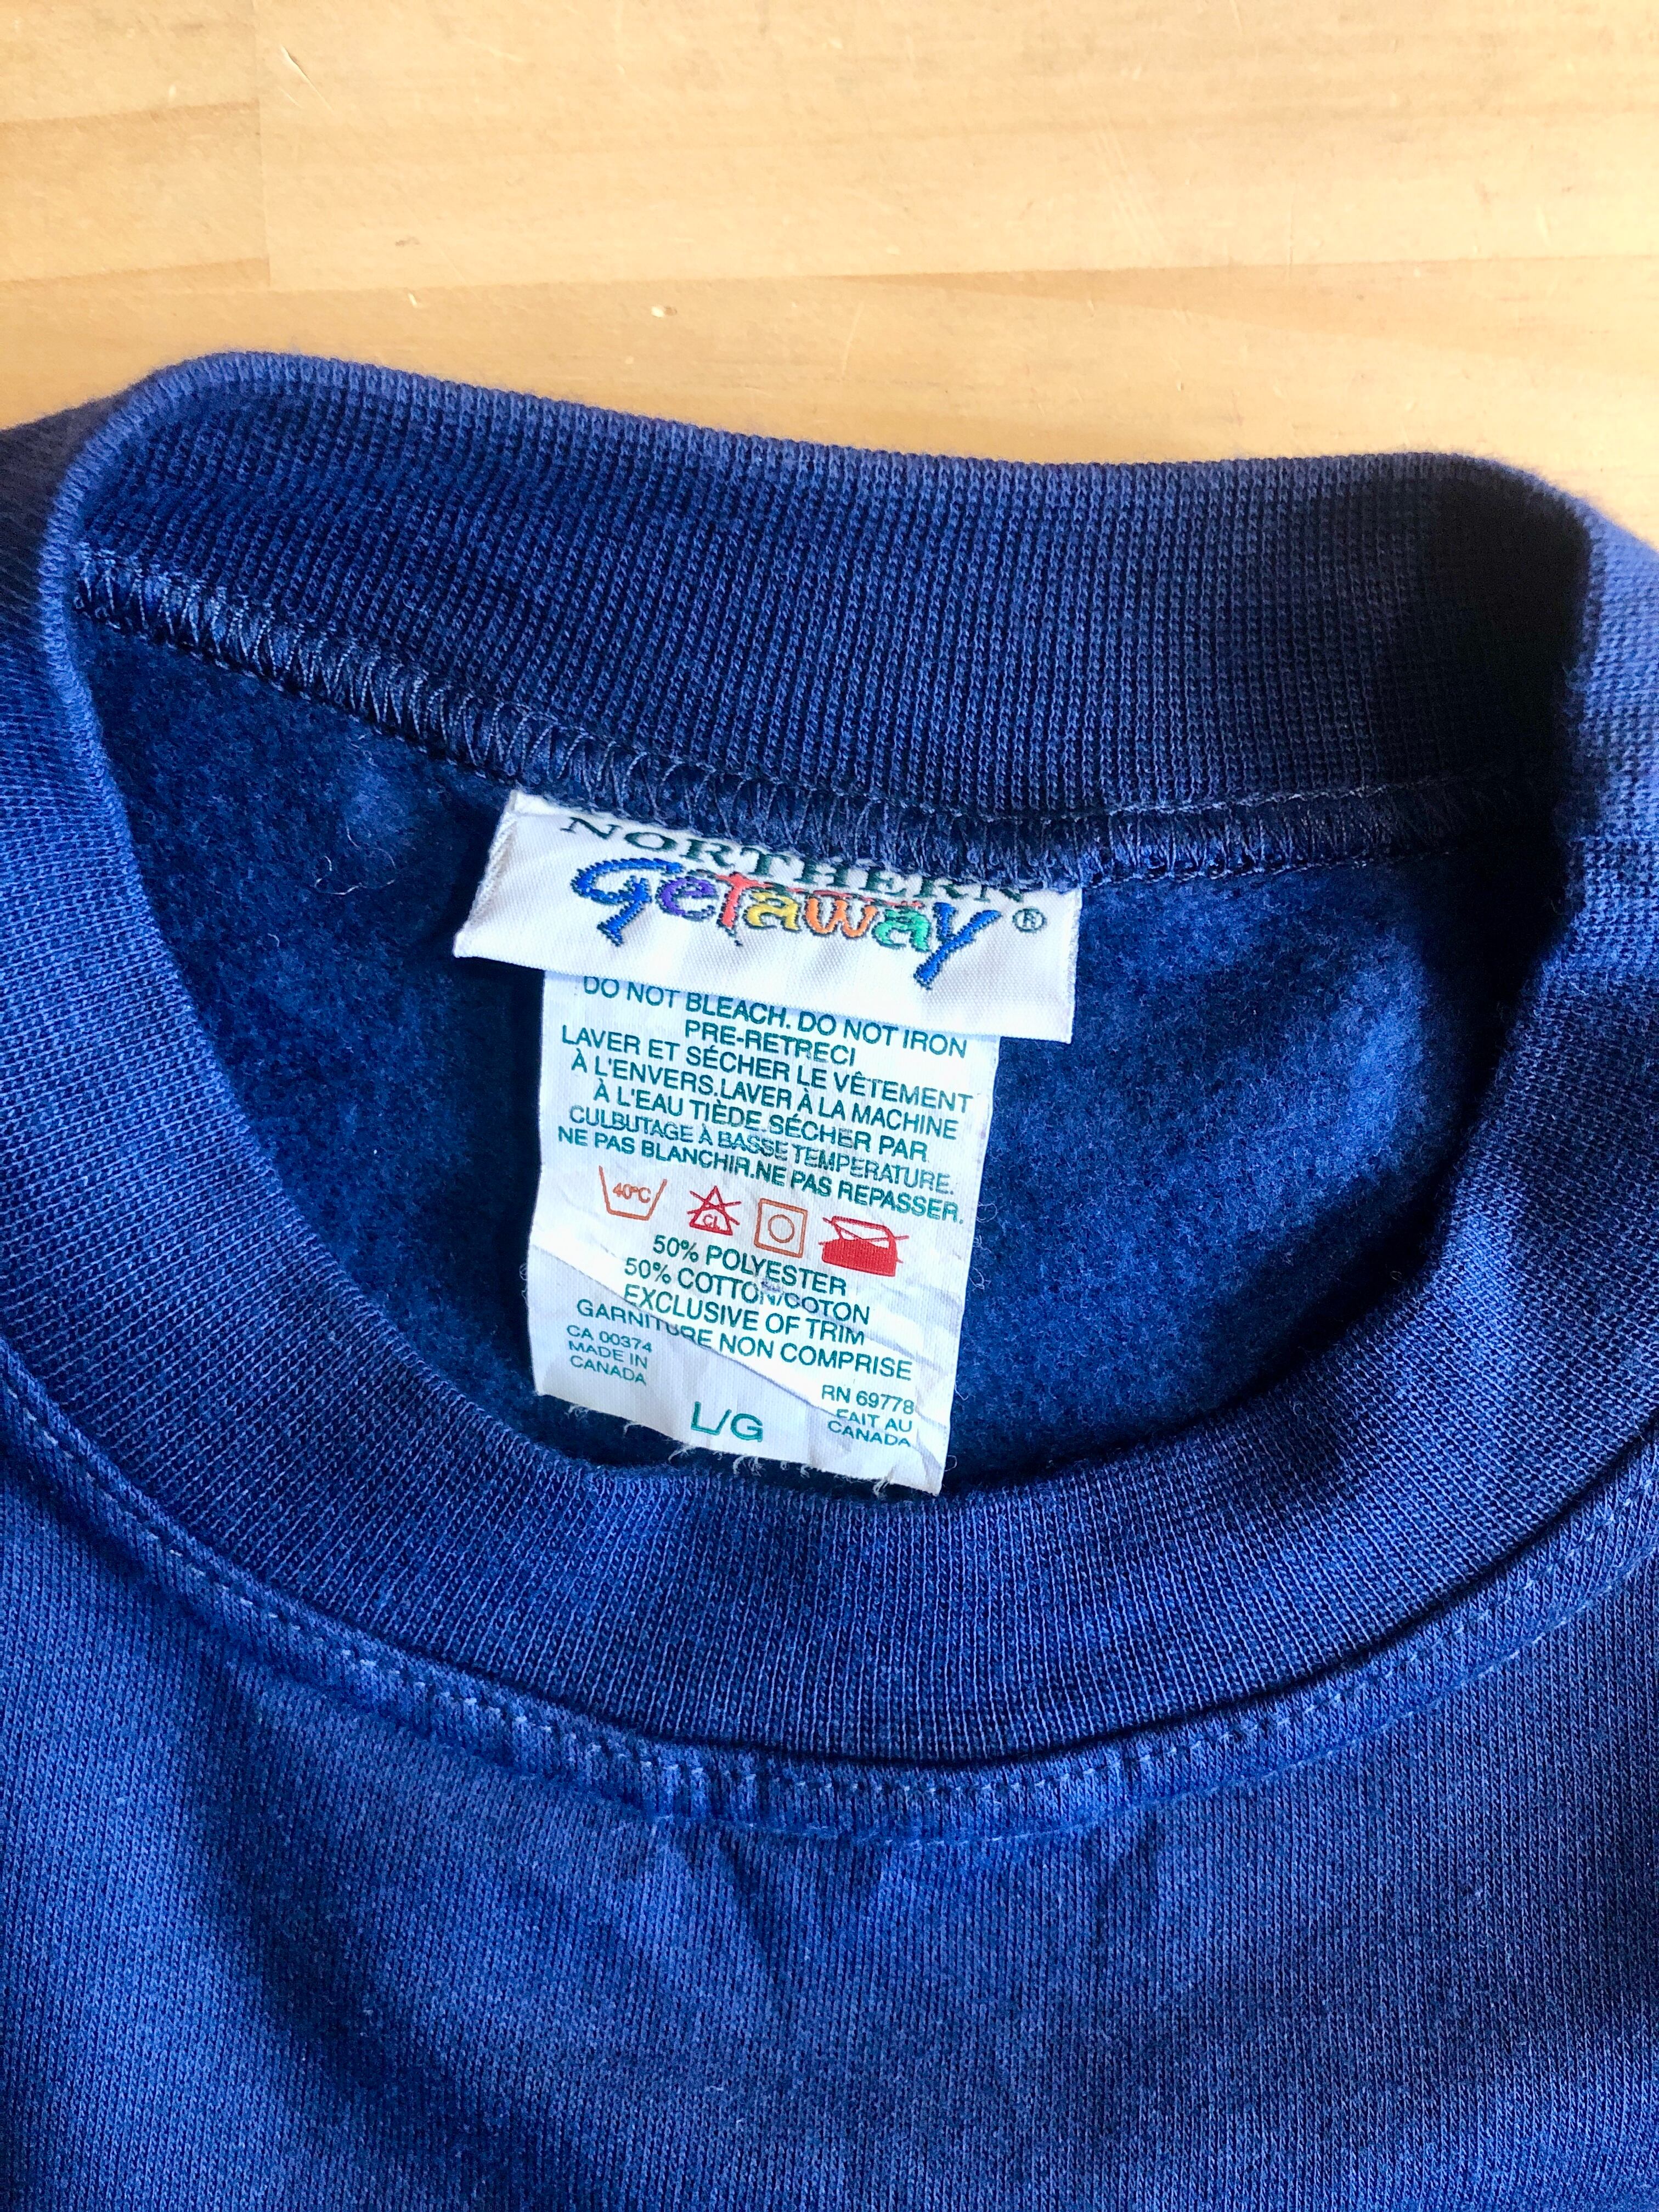 NORTHERN
Getaway ®
DO NOT BLEACH. DO NOT IRON
PRE-RETRECI
LAVER ET SÉCHER LE VÊTEMENT
À L'ENVERS.LAVER À LA MACHINE
À L'EAU TIÈDE.SÉCHER PAR
CULBUTAGE À BASSE TEMPERATURE.
NE PAS BLANCHIR.NE PAS REPASSER.
40°C CL
50% POLYESTER
50% COTTON/COTON
EXCLUSIVE OF TRIM
GARNITURE NON COMPRISE
CA 00374
MADE IN
CANADA
RN 69778
FAIT AU
CANADA
L/G